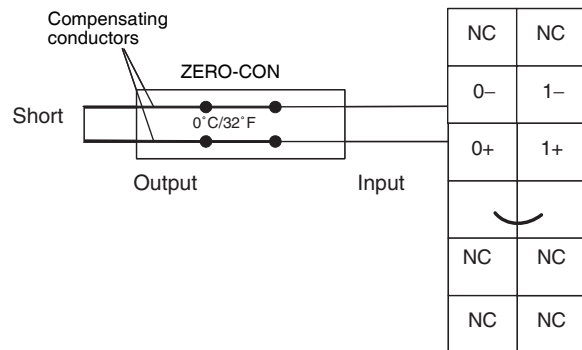 Compensating
conductors
ZERO-CON
Short
0˚C/32˚F
Output
Input
NC NC
0– 1–
0+ 1+
NC NC
NC NC